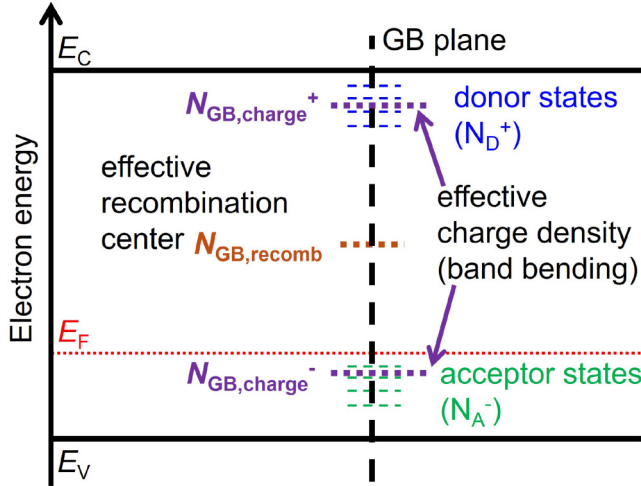 E_C
GB plane
N_GB,charge^+
donor states
(N_D^+)
effective
recombination
center
N_GB,recomb
effective
charge density
(band bending)
Electron energy
E_F
N_GB,charge^-
acceptor states
(N_A^-)
E_V